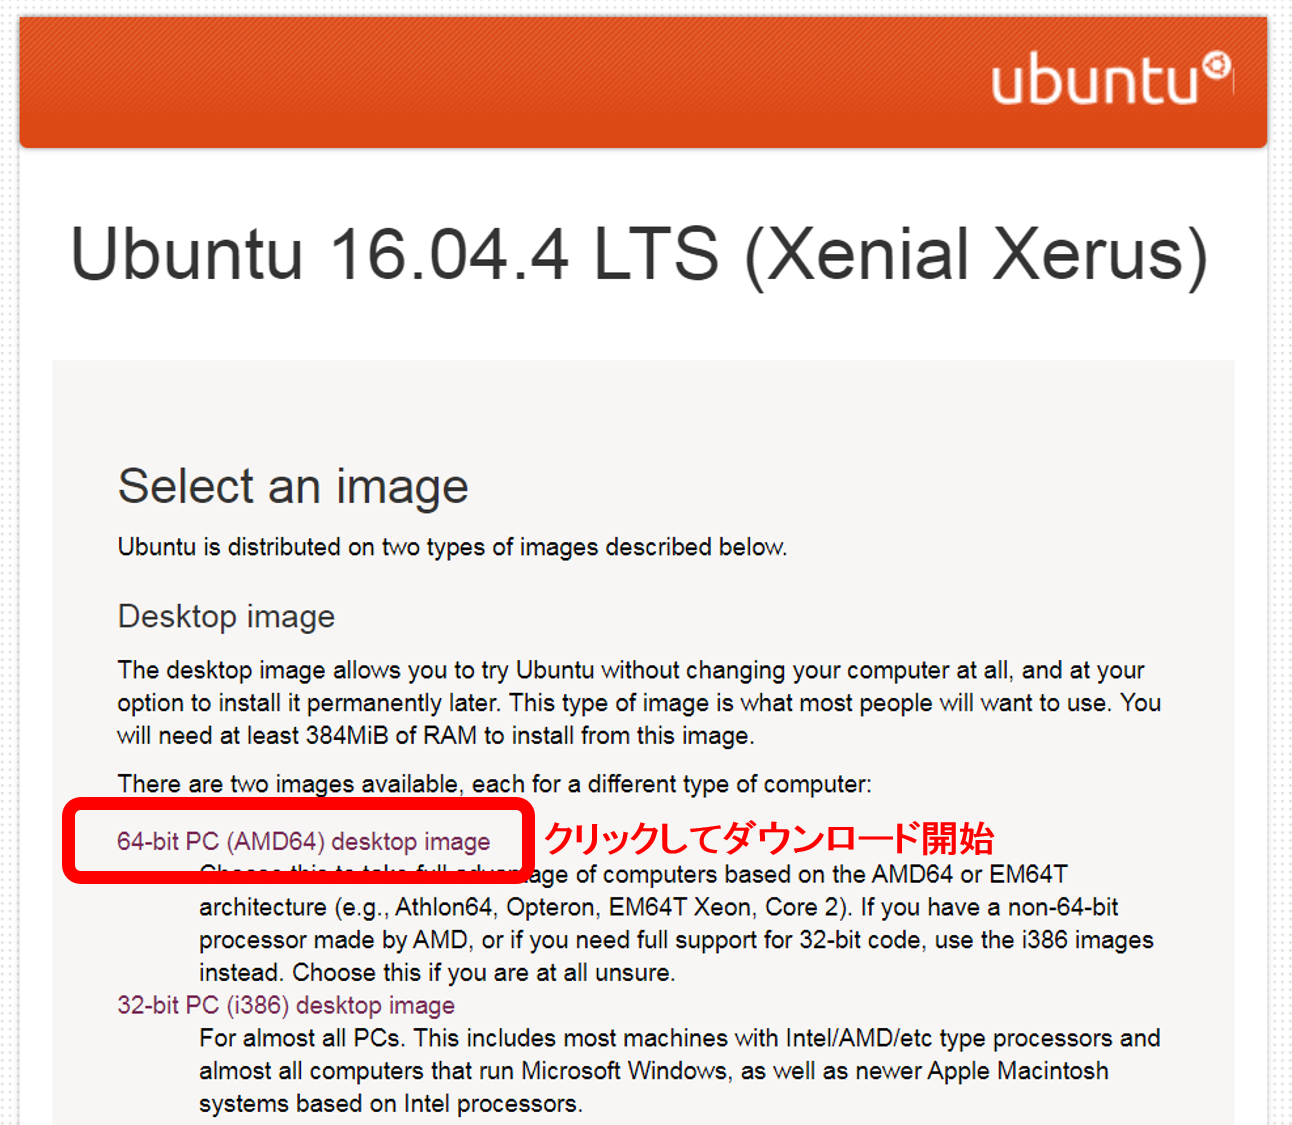 ubuntu
Ubuntu 16.04.4 LTS (Xenial Xerus)
Select an image
Ubuntu is distributed on two types of images described below.
Desktop image
The desktop image allows you to try Ubuntu without changing your computer at all, and at your
option to install it permanently later. This type of image is what most people will want to use. You
will need at least 384MiB of RAM to install from this image.
There are two images available, each for a different type of computer:
64-bit PC (AMD64) desktop image
クリックしてダウンロード開始
Choose this to take full advantage of computers based on the AMD64 or EM64T
architecture (e.g., Athlon64, Opteron, EM64T Xeon, Core 2). If you have a non-64-bit
processor made by AMD, or if you need full support for 32-bit code, use the i386 images
instead. Choose this if you are at all unsure.
32-bit PC (i386) desktop image
For almost all PCs. This includes most machines with Intel/AMD/etc type processors and
almost all computers that run Microsoft Windows, as well as newer Apple Macintosh
systems based on Intel processors.